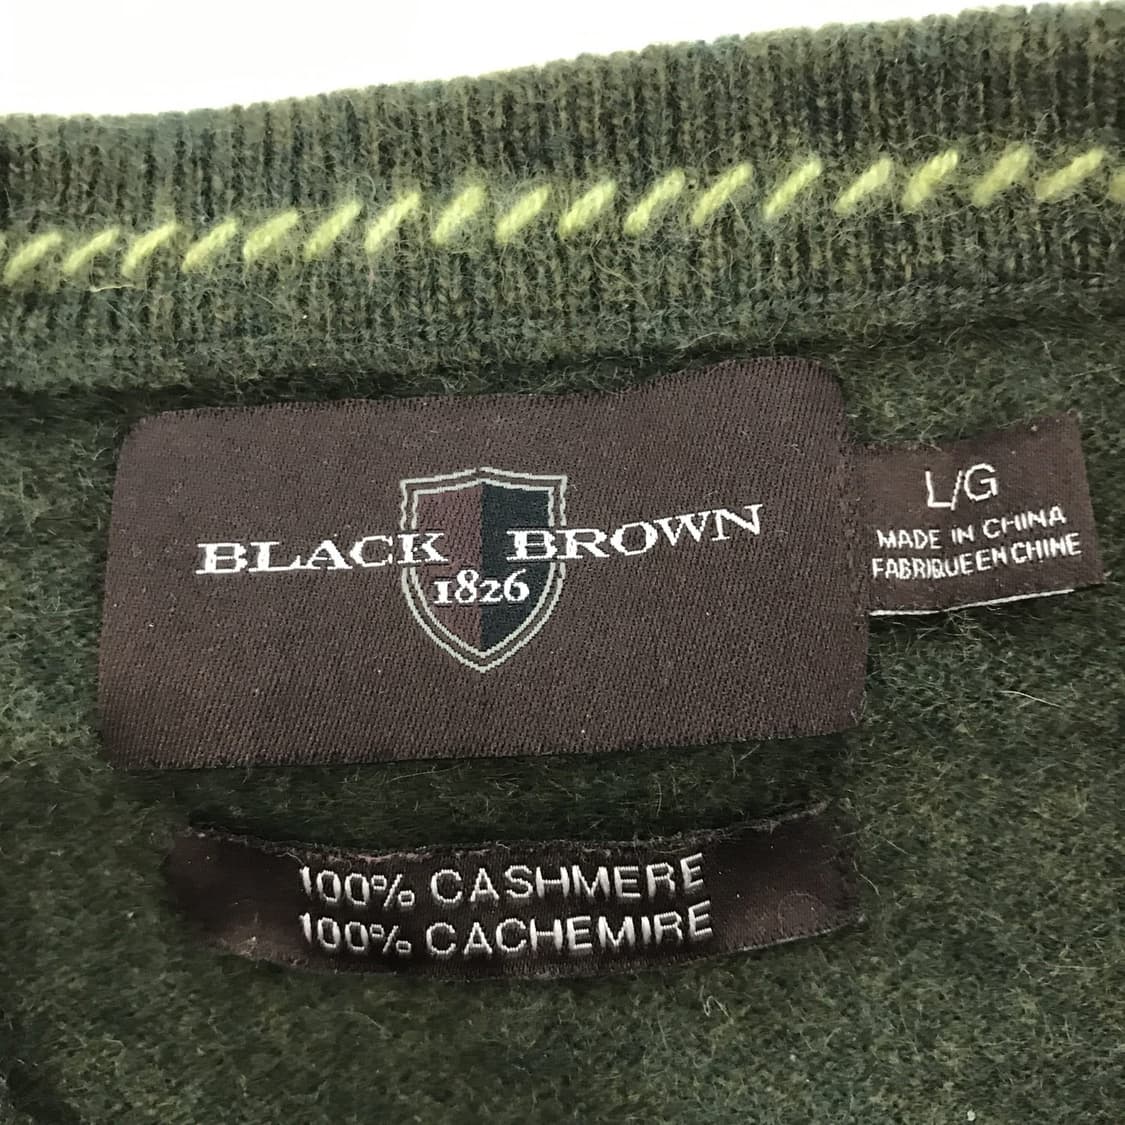 BLACK BROWN
1826
L/G
MADE IN CHINA
FABRIQUE EN CHINE
100% CASHMERE
100% CACHEMIRE